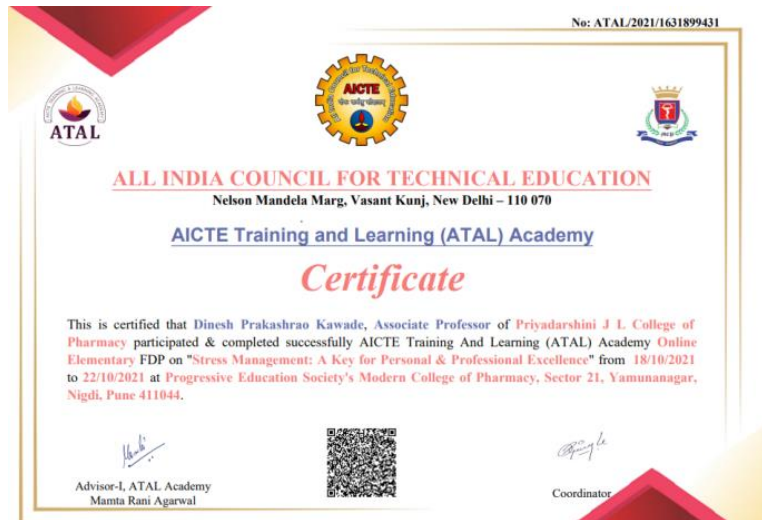 No: ATAL/2021/1631899431
AICTE
ATAL
ALL INDIA COUNCIL FOR TECHNICAL EDUCATION
Nelson Mandela Marg, Vasant Kunj, New Delhi – 110 070
AICTE Training and Learning (ATAL) Academy
Certificate
This is certified that Dinesh Prakashrao Kawade, Associate Professor of Priyadarshini J L College of
Pharmacy participated & completed successfully AICTE Training And Learning (ATAL) Academy Online
Elementary FDP on "Stress Management: A Key for Personal & Professional Excellence" from 18/10/2021
to 22/10/2021 at Progressive Education Society's Modern College of Pharmacy, Sector 21, Yamunanagar,
Nigdi, Pune 411044.
Advisor-I, ATAL Academy
Mamta Rani Agarwal
Coordinator